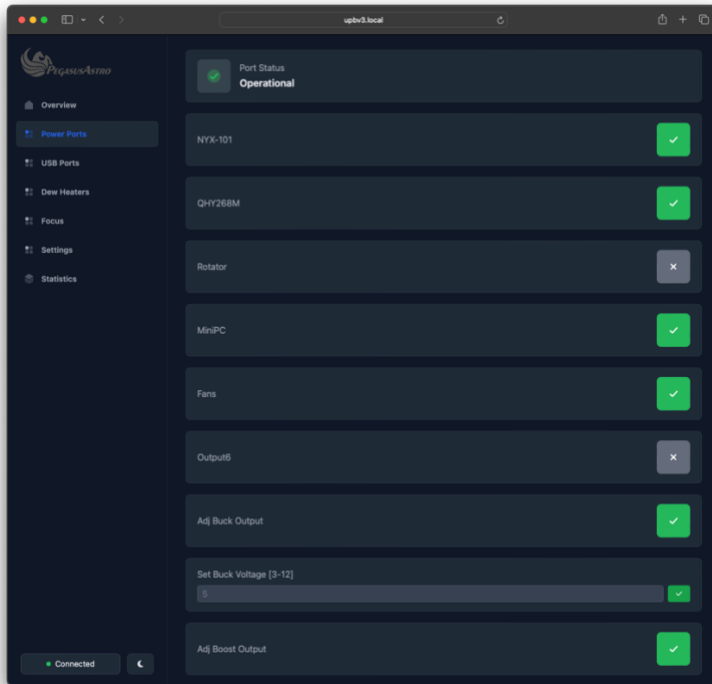 upbv3.local
PegasusAstro
Overview
Power Ports
USB Ports
Dew Heaters
Focus
Settings
Statistics
Connected
Port Status
Operational
NYX-101
QHY268M
Rotator
MiniPC
Fans
Output6
Adj Buck Output
Set Buck Voltage [3-12]
5
Adj Boost Output